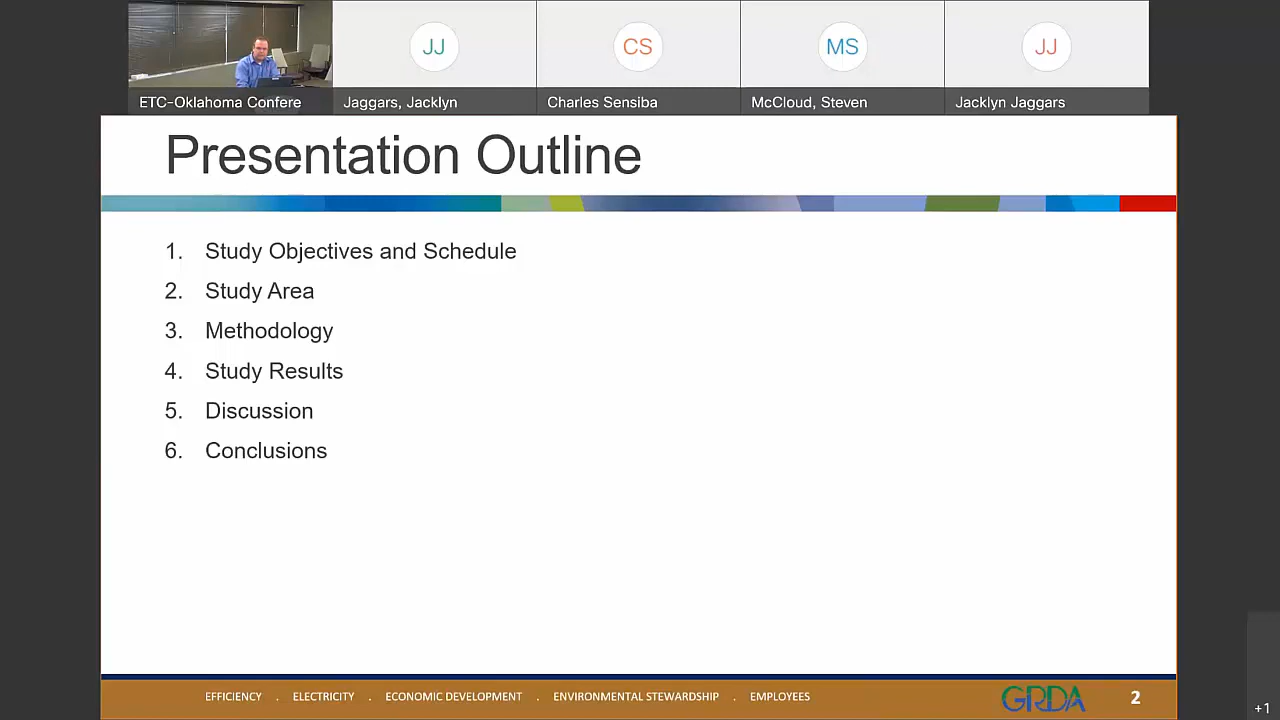 JJ
CS
MS
JJ
ETC-Oklahoma Confere
Jaggars, Jacklyn
Charles Sensiba
McCloud, Steven
Jacklyn Jaggars
Presentation Outline
1. Study Objectives and Schedule
2. Study Area
3. Methodology
4. Study Results
5. Discussion
6. Conclusions
EFFICIENCY . ELECTRICITY . ECONOMIC DEVELOPMENT . ENVIRONMENTAL STEWARDSHIP . EMPLOYEES
GRDA
2
+1